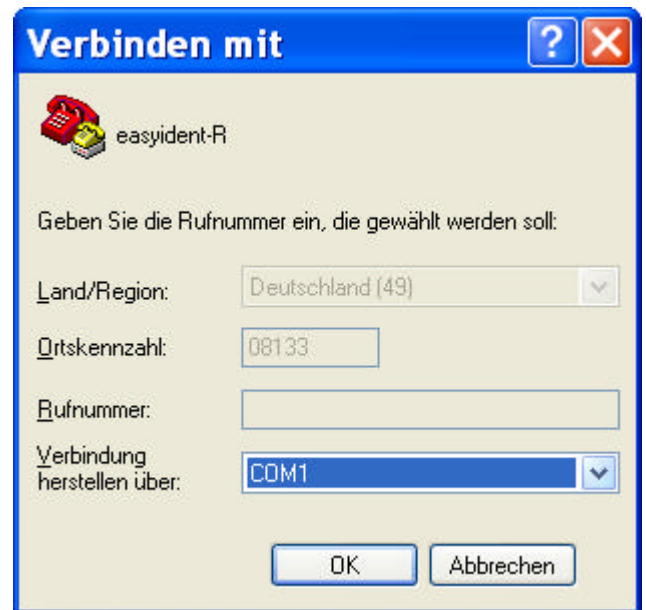 Verbinden mit
easyident-R
Geben Sie die Rufnummer ein, die gewählt werden soll:
Land/Region: Deutschland (49)
Ortskennzahl: 08133
Rufnummer:
Verbindung
herstellen über: COM1
OK Abbrechen